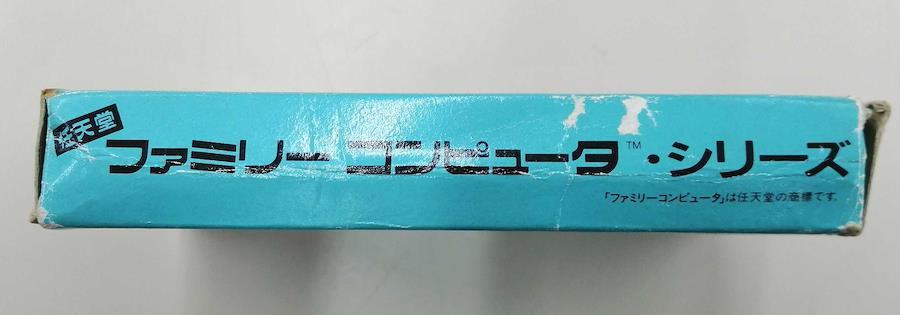 任天堂
ファミリー コンピュータ™・シリーズ
「ファミリーコンピュータ」は任天堂の商標です。